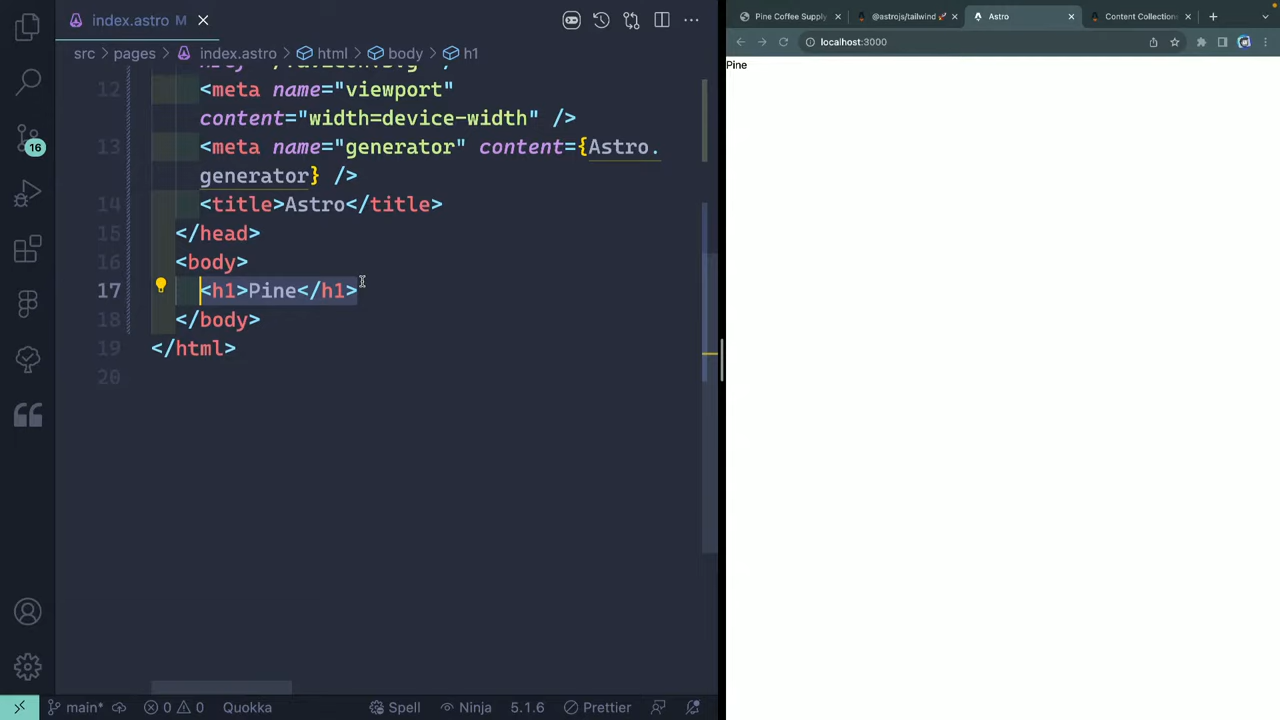 index.astro M
src > pages > index.astro > html > body > h1
12 <meta name="viewport"
content="width=device-width" />
13 <meta name="generator" content={Astro.
generator} />
14 <title>Astro</title>
15 </head>
16 <body>
17 <h1>Pine</h1>
18 </body>
19 </html>
20
16
main*
0
0
Quokka
Spell
Ninja
5.1.6
Prettier
Pine Coffee Supply
@astrojs/tailwind
Astro
Content Collection
localhost:3000
Pine